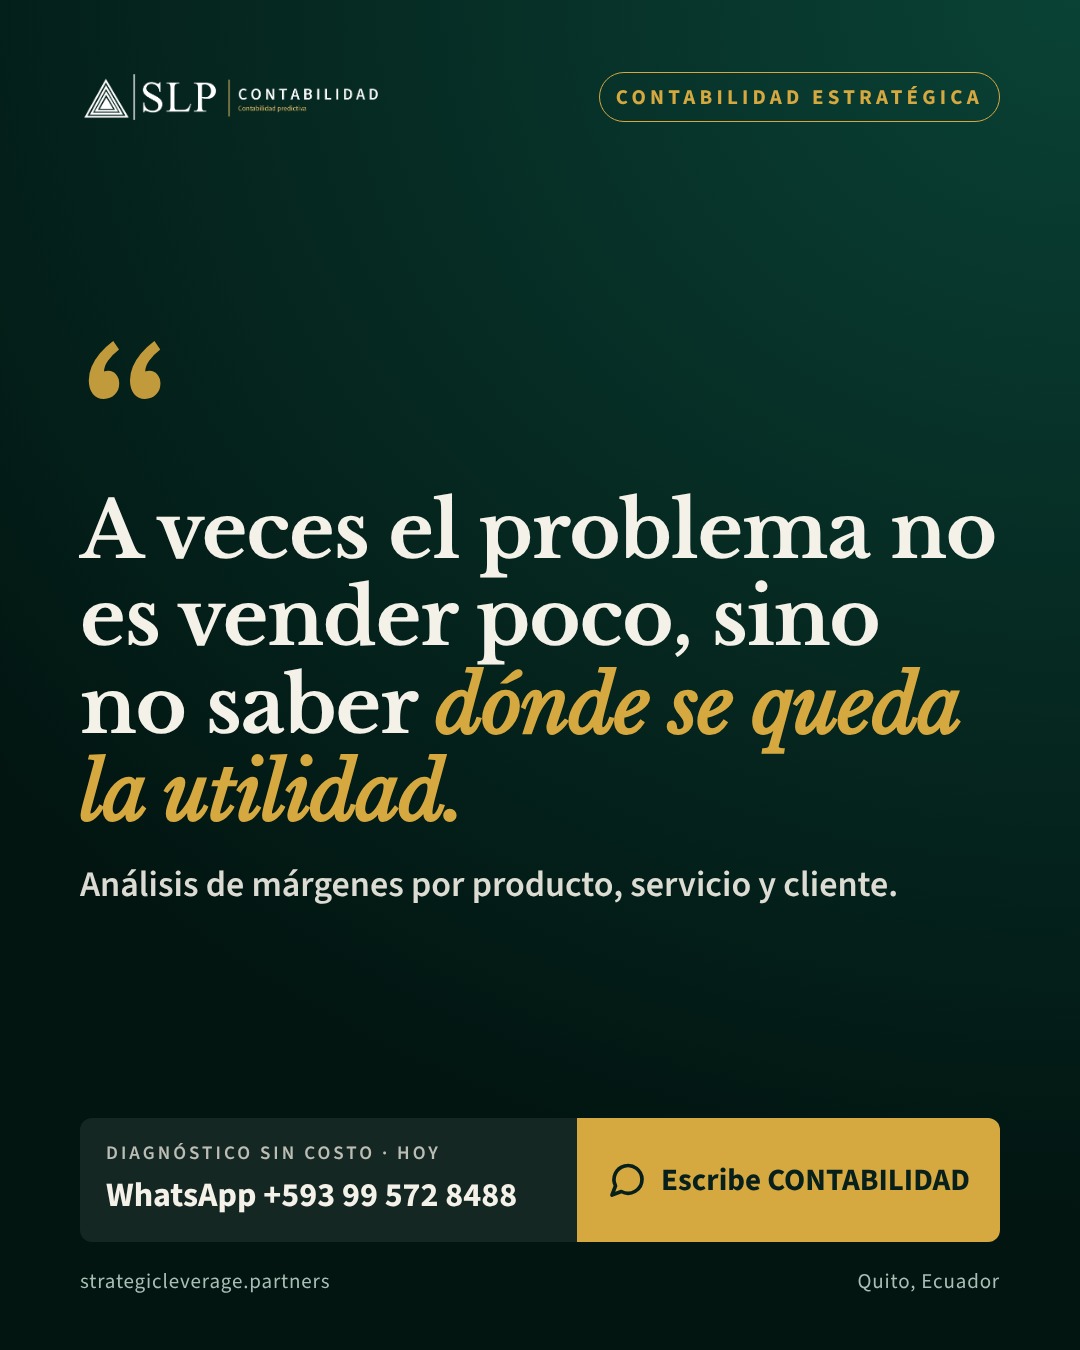 SLP
CONTABILIDAD
Contabilidad predictiva
CONTABILIDAD ESTRATÉGICA
“
A veces el problema no
es vender poco, sino
no saber dónde se queda
la utilidad.
Análisis de márgenes por producto, servicio y cliente.
DIAGNÓSTICO SIN COSTO · HOY
WhatsApp +593 99 572 8488
Escribe CONTABILIDAD
strategicleverage.partners
Quito, Ecuador